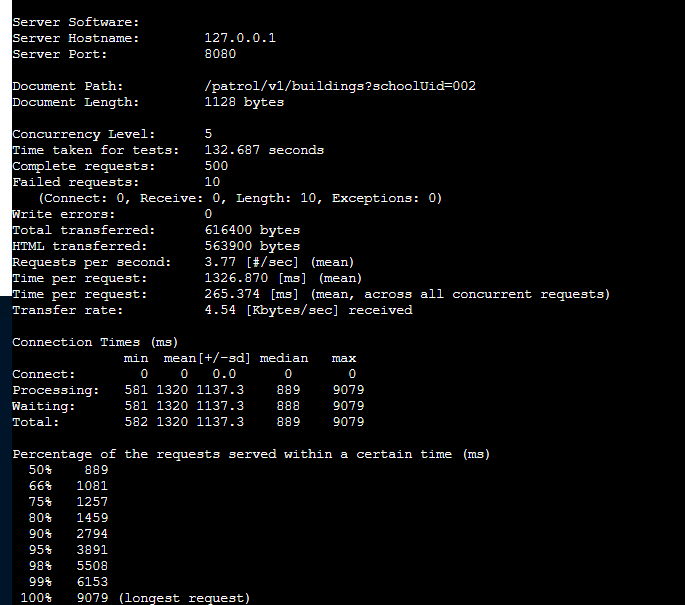 Server Software:
Server Hostname:        127.0.0.1
Server Port:            8080
Document Path:          /patrol/v1/buildings?schoolUid=002
Document Length:        1128 bytes
Concurrency Level:      5
Time taken for tests:   132.687 seconds
Complete requests:      500
Failed requests:        10
   (Connect: 0, Receive: 0, Length: 10, Exceptions: 0)
Write errors:           0
Total transferred:      616400 bytes
HTML transferred:       563900 bytes
Requests per second:    3.77 [#/sec] (mean)
Time per request:       1326.870 [ms] (mean)
Time per request:       265.374 [ms] (mean, across all concurrent requests)
Transfer rate:          4.54 [Kbytes/sec] received
Connection Times (ms)
              min  mean[+/-sd] median   max
Connect:        0    0   0.0      0       0
Processing:   581 1320 1137.3    889    9079
Waiting:      581 1320 1137.3    888    9079
Total:        582 1320 1137.3    889    9079
Percentage of the requests served within a certain time (ms)
  50%    889
  66%   1081
  75%   1257
  80%   1459
  90%   2794
  95%   3891
  98%   5508
  99%   6153
 100%   9079 (longest request)